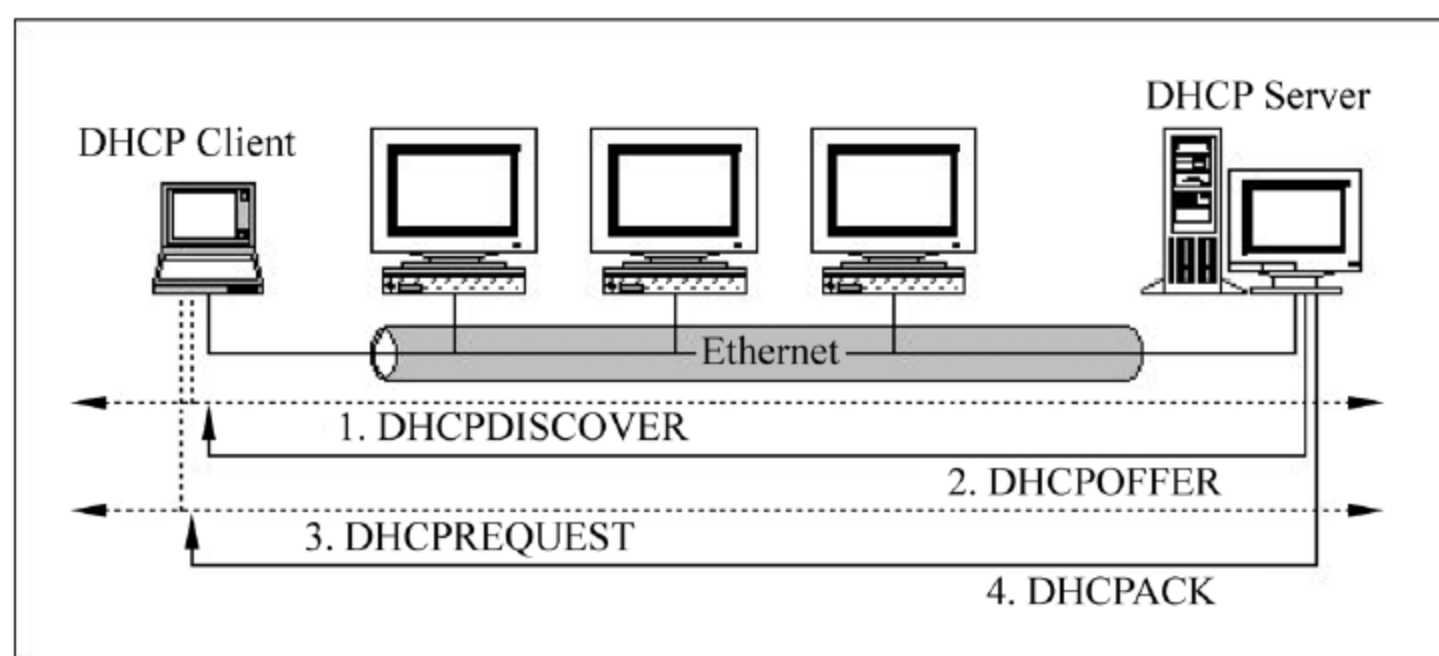 DHCP Server
DHCP Client
Ethernet
1. DHCPDISCOVER
2. DHCPOFFER
3. DHCPREQUEST
4. DHCPACK